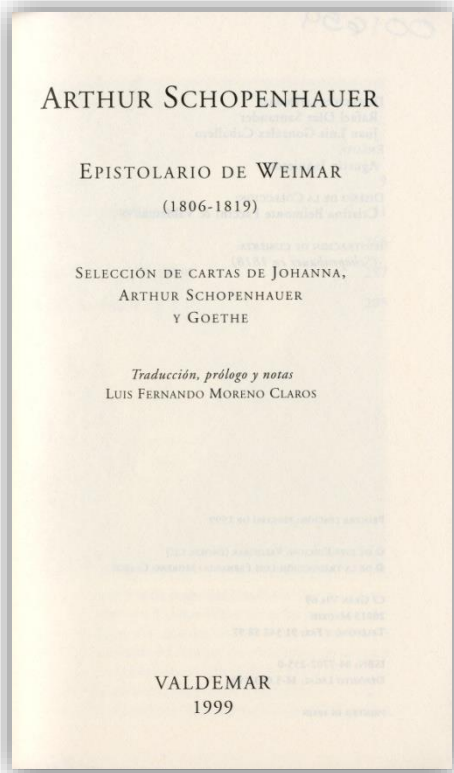 ARTHUR SCHOPENHAUER
EPISTOLARIO DE WEIMAR
(1806-1819)
SELECCIÓN DE CARTAS DE JOHANNA,
ARTHUR SCHOPENHAUER
Y GOETHE
Traducción, prólogo y notas
LUIS FERNANDO MORENO CLAROS
VALDEMAR
1999